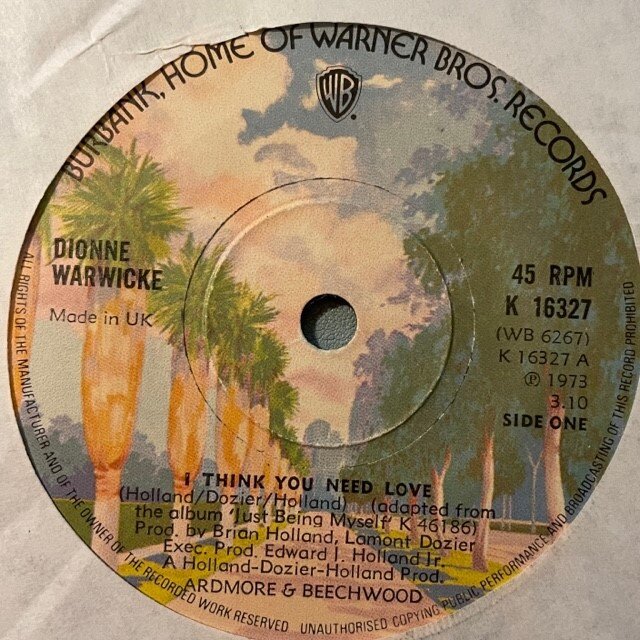 BURBANK, HOME OF WARNER BROS. RECORDS
WB
DIONNE
WARWICKE
Made in UK
45 RPM
K 16327
(WB 6267)
K 16327 A
℗ 1973
3.10
SIDE ONE
I THINK YOU NEED LOVE
(Holland/Dozier/Holland) (adapted from
the album 'Just Being Myself' K 46186)
Prod. by Brian Holland, Lamont Dozier
Exec. Prod. Edward J. Holland Jr.
A Holland-Dozier-Holland Prod.
ARDMORE & BEECHWOOD
ALL RIGHTS OF THE MANUFACTURER AND OF THE OWNER OF THE RECORDED WORK RESERVED UNAUTHORISED COPYING PUBLIC PERFORMANCE AND BROADCASTING OF THIS RECORD PROHIBITED